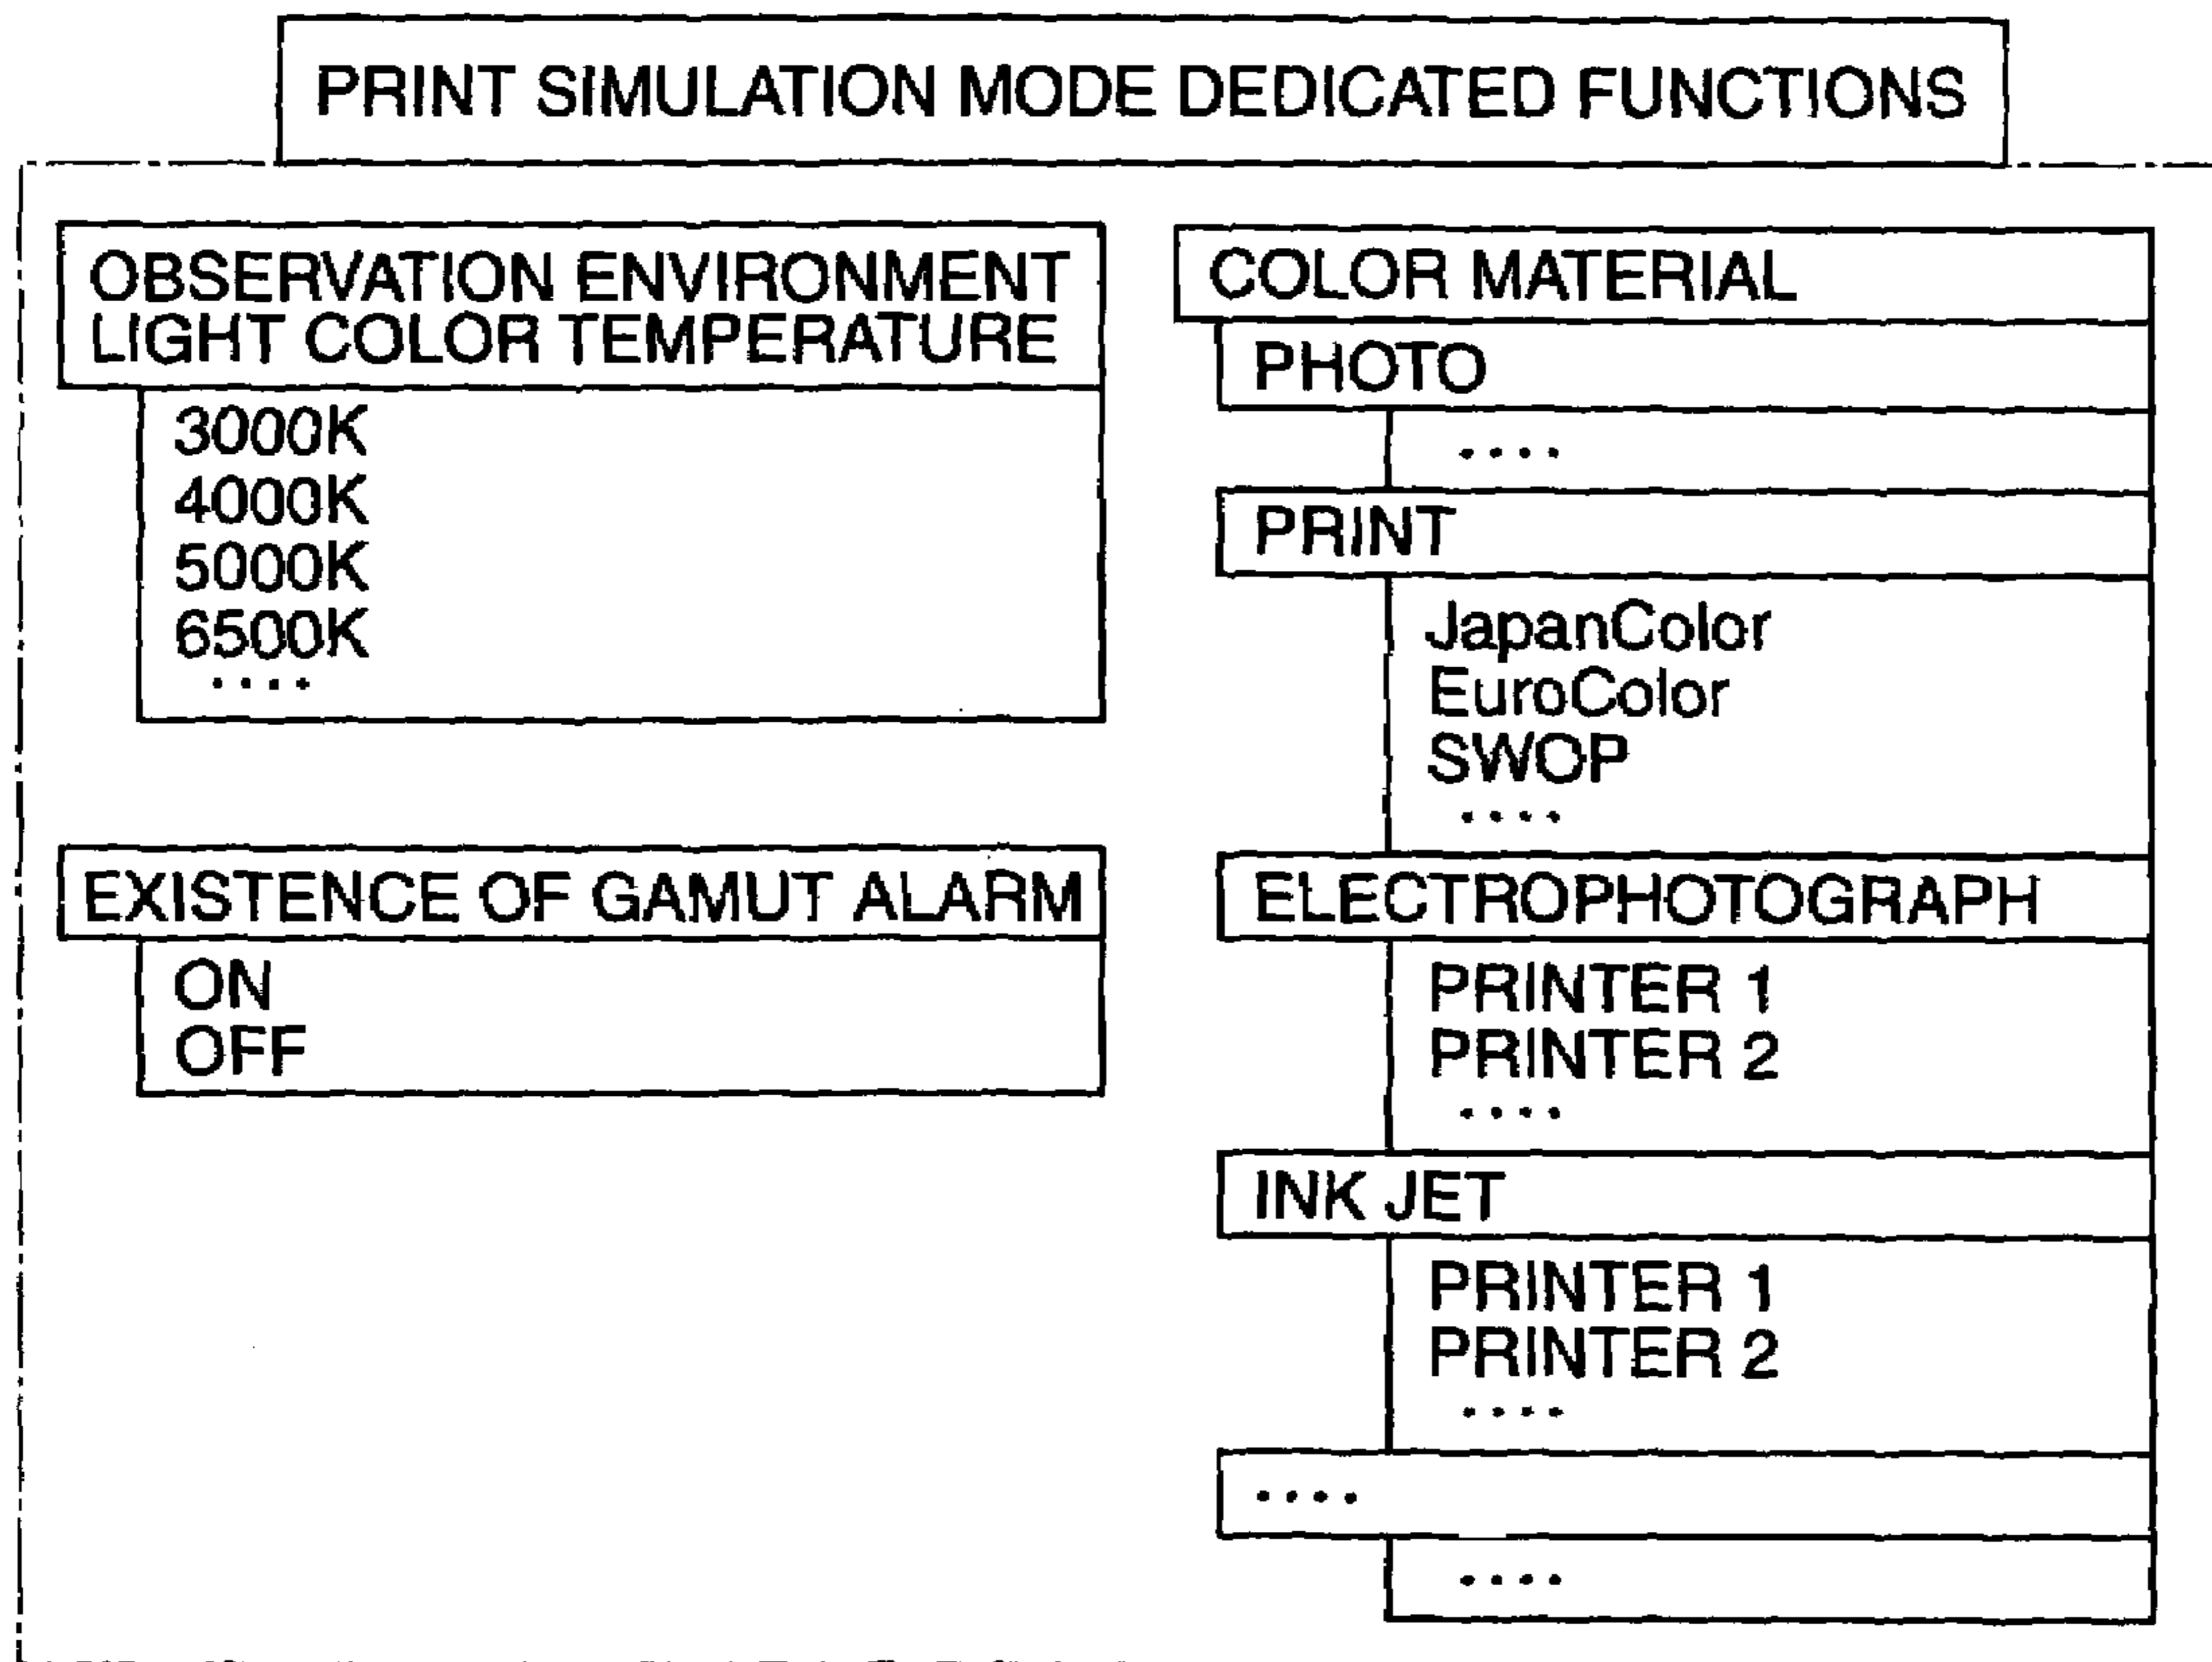 PRINT SIMULATION MODE DEDICATED FUNCTIONS
OBSERVATION ENVIRONMENT
LIGHT COLOR TEMPERATURE
3000K
4000K
5000K
6500K
....
EXISTENCE OF GAMUT ALARM
ON
OFF
COLOR MATERIAL
PHOTO
....
PRINT
JapanColor
EuroColor
SWOP
....
ELECTROPHOTOGRAPH
PRINTER 1
PRINTER 2
....
INK JET
PRINTER 1
PRINTER 2
....
....
....